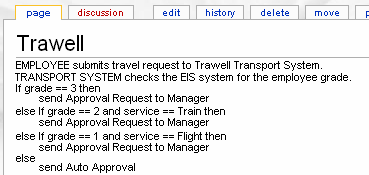 page discussion edit history delete move
Trawell
EMPLOYEE submits travel request to Trawell Transport System.
TRANSPORT SYSTEM checks the EIS system for the employee grade.
If grade == 3 then
send Approval Request to Manager
else If grade == 2 and service == Train then
send Approval Request to Manager
else If grade == 1 and service == Flight then
send Approval Request to Manager
else
send Auto Approval